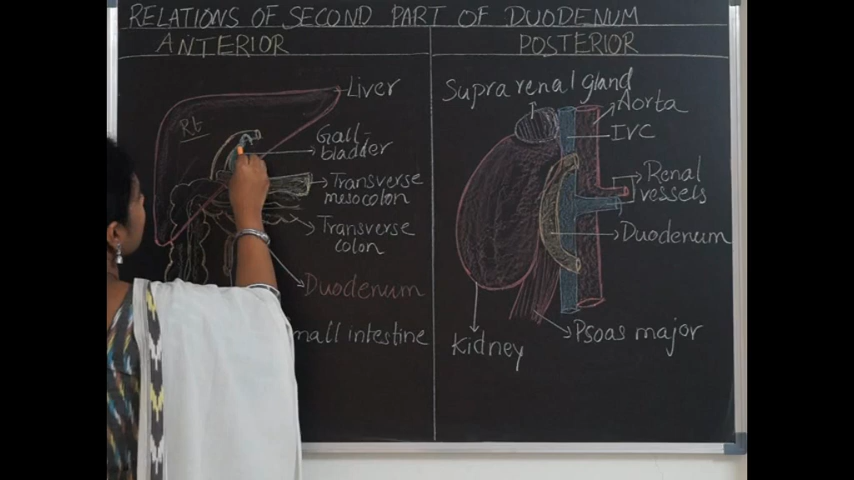 RELATIONS OF SECOND PART OF DUODENUM
ANTERIOR
POSTERIOR
Rt
Liver
Gall-
bladder
Transverse
mesocolon
Transverse
colon
Duodenum
mall intestine
Supra renal gland
Aorta
IVC
Renal
vessels
Duodenum
Psoas major
Kidney